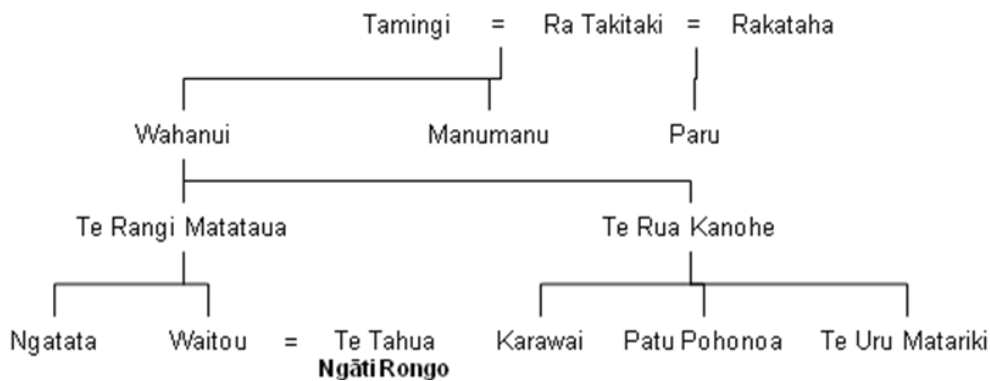 Tamingi = Ra Takitaki = Rakataha
Wahanui Manumanu Paru
Te Rangi Matataua Te Rua Kanohe
Ngatata Waitou = Te Tahua Karawai Patu Pohonoa Te Uru Matariki
Ngāti Rongo